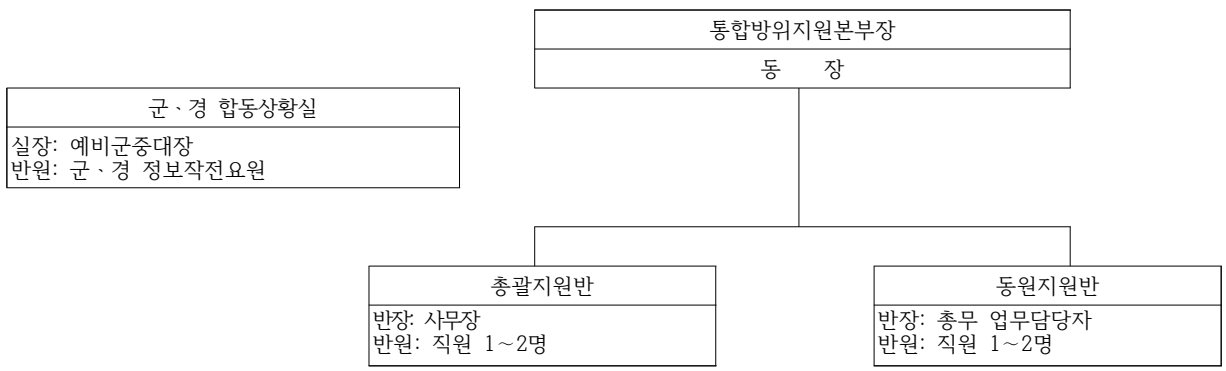 통합방위지원본부장
동 장
군ㆍ경 합동상황실
실장: 예비군중대장
반원: 군ㆍ경 정보작전요원
총괄지원반
반장: 사무장
반원: 직원 1∼2명
동원지원반
반장: 총무 업무담당자
반원: 직원 1∼2명